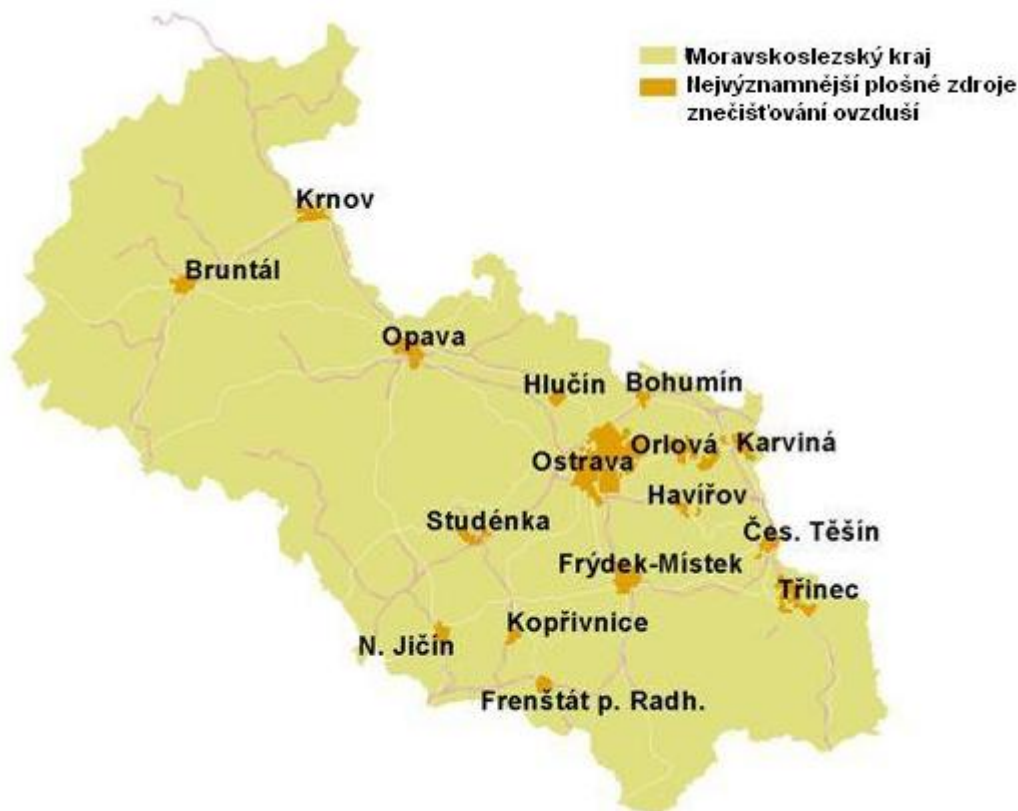 Moravskoslezský kraj
Nejvýznamnější plošné zdroje
znečišťování ovzduší
Krnov
Bruntál
Opava
Hlučín
Bohumín
Orlová
Karviná
Ostrava
Havířov
Studénka
Čes. Těšín
Frýdek-Místek
Třinec
Kopřivnice
N. Jičín
Frenštát p. Radh.